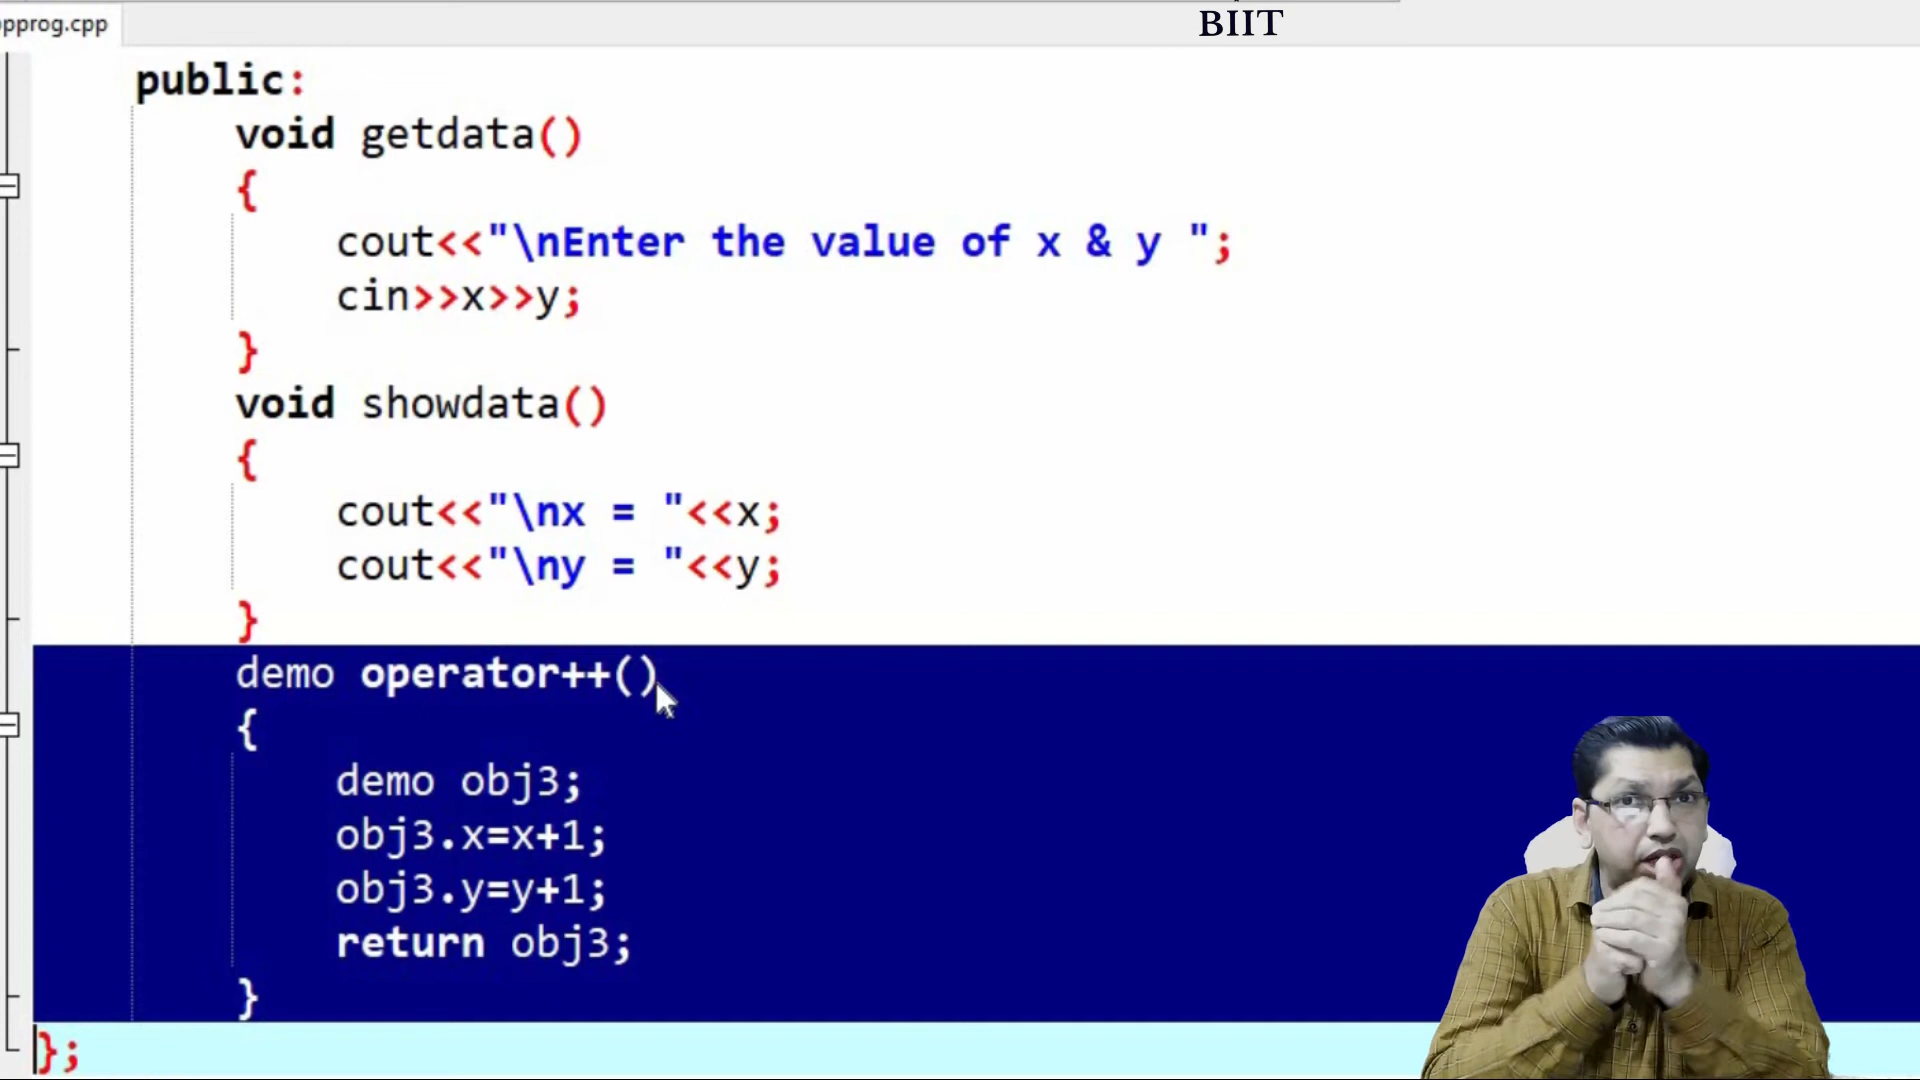 pprog.cpp
BIIT
public:
void getdata()
{
cout<<"\nEnter the value of x & y ";
cin>>x>>y;
}
void showdata()
{
cout<<"\nx = "<<x;
cout<<"\ny = "<<y;
}
demo operator++()
{
demo obj3;
obj3.x=x+1;
obj3.y=y+1;
return obj3;
}
};